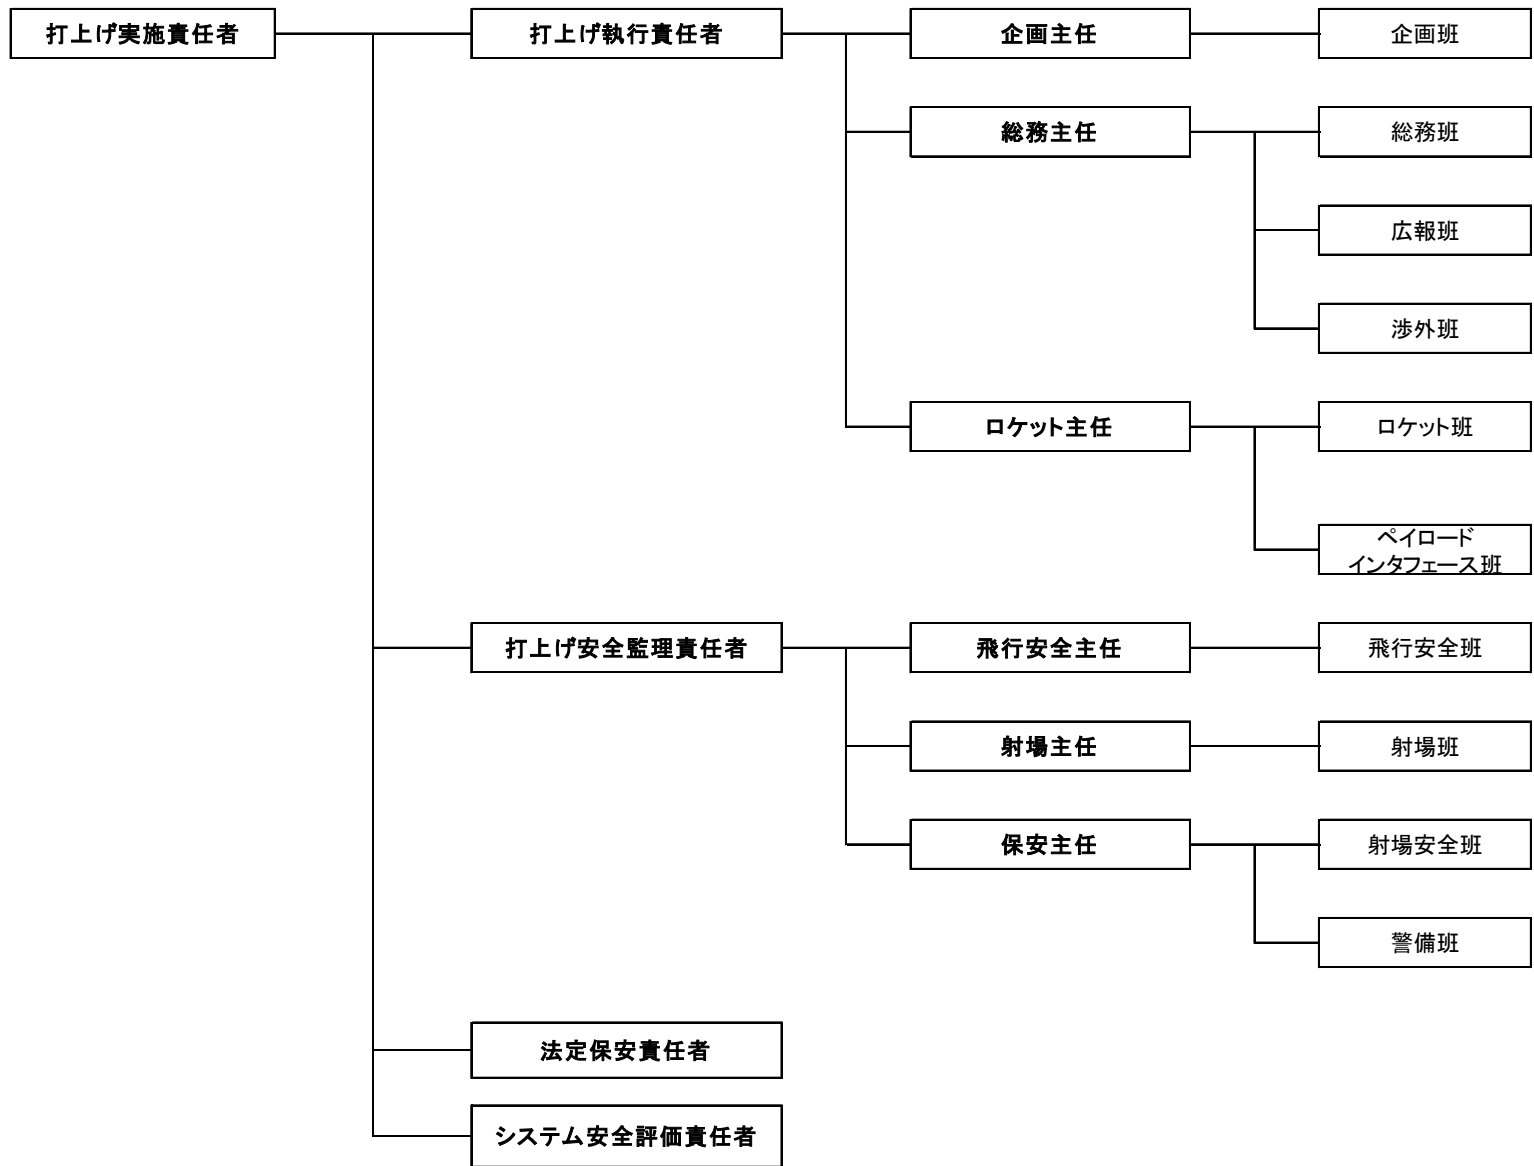 打上げ実施責任者
打上げ執行責任者
企画主任
企画班
総務主任
総務班
広報班
渉外班
ロケット主任
ロケット班
ペイロード
インタフェース班
打上げ安全監理責任者
飛行安全主任
飛行安全班
射場主任
射場班
保安主任
射場安全班
警備班
法定保安責任者
システム安全評価責任者